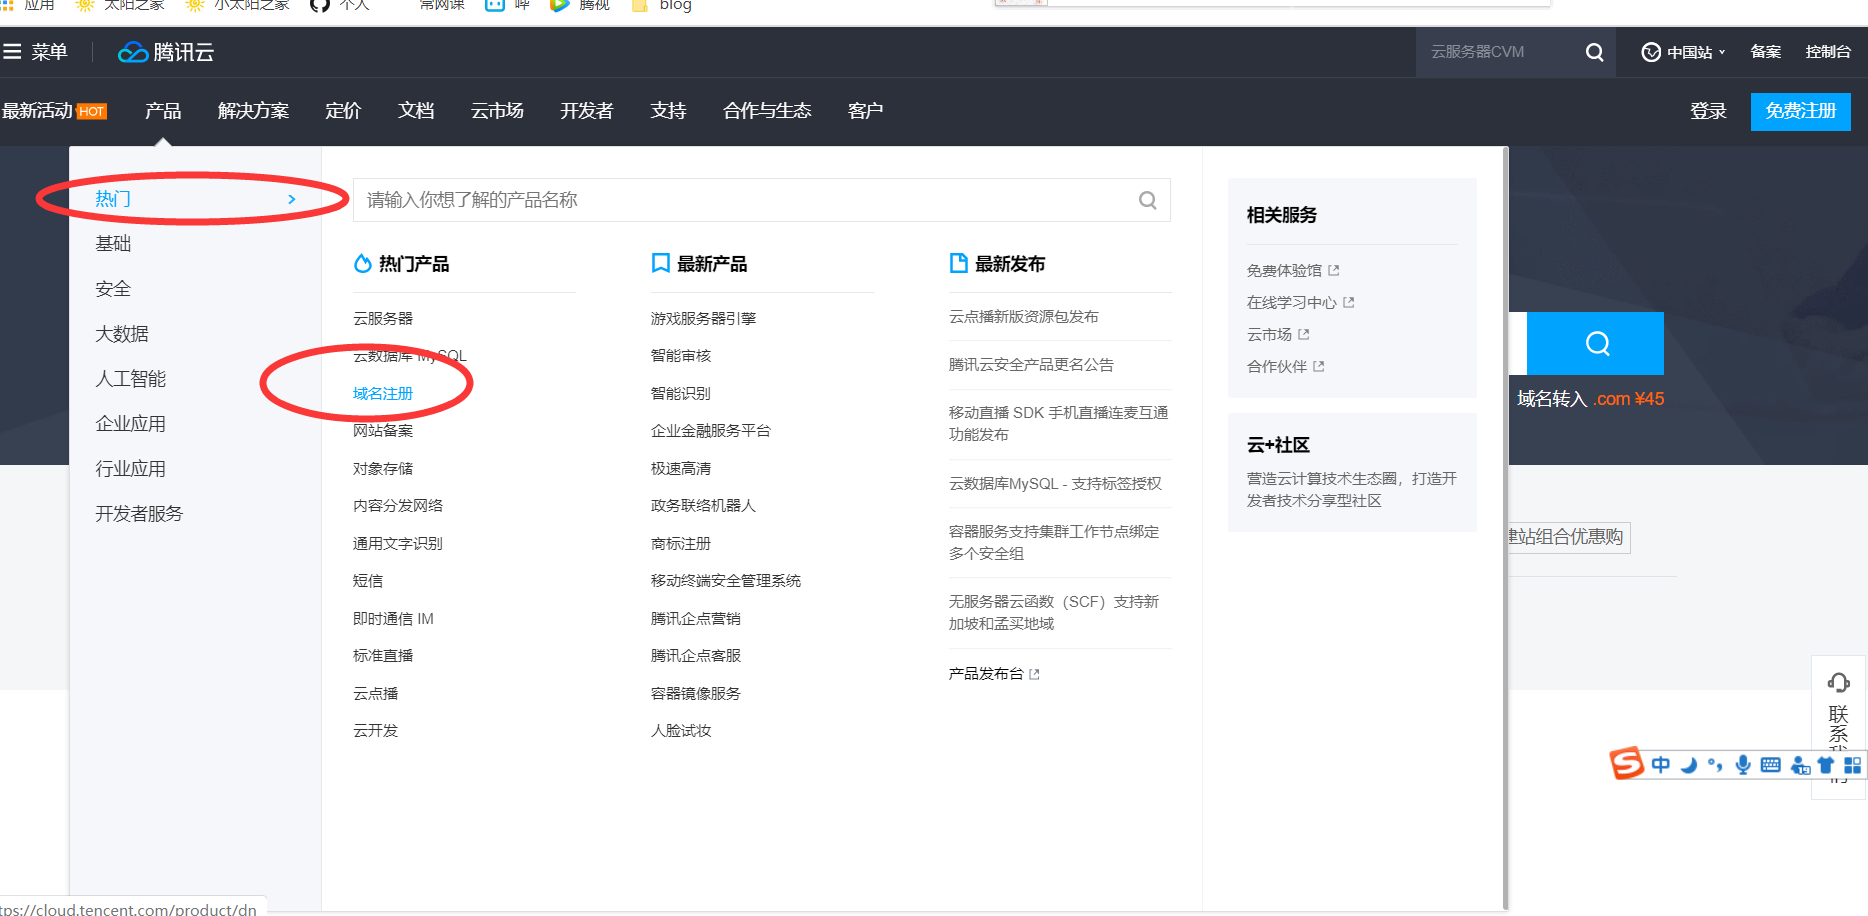 应用
太阳之家
小太阳之家
个人
常网课
哔
腾视
blog
菜单
腾讯云
云服务器CVM
中国站
备案
控制台
最新活动 HOT
产品
解决方案
定价
文档
云市场
开发者
支持
合作与生态
客户
登录
免费注册
热门
基础
安全
大数据
人工智能
企业应用
行业应用
开发者服务
请输入你想了解的产品名称
热门产品
云服务器
云数据库 MySQL
域名注册
网站备案
对象存储
内容分发网络
通用文字识别
短信
即时通信 IM
标准直播
云点播
云开发
最新产品
游戏服务器引擎
智能审核
智能识别
企业金融服务平台
极速高清
政务联络机器人
商标注册
移动终端安全管理系统
腾讯企点营销
腾讯企点客服
容器镜像服务
人脸试妆
最新发布
云点播新版资源包发布
腾讯云安全产品更名公告
移动直播 SDK 手机直播连麦互通
功能发布
云数据库MySQL - 支持标签授权
容器服务支持集群工作节点绑定
多个安全组
无服务器云函数（SCF）支持新
加坡和孟买地域
产品发布台
相关服务
免费体验馆
在线学习中心
云市场
合作伙伴
云+社区
营造云计算技术生态圈，打造开
发者技术分享型社区
域名转入 .com ¥45
建站组合优惠购
联
系
中
tps://cloud.tencent.com/product/dn